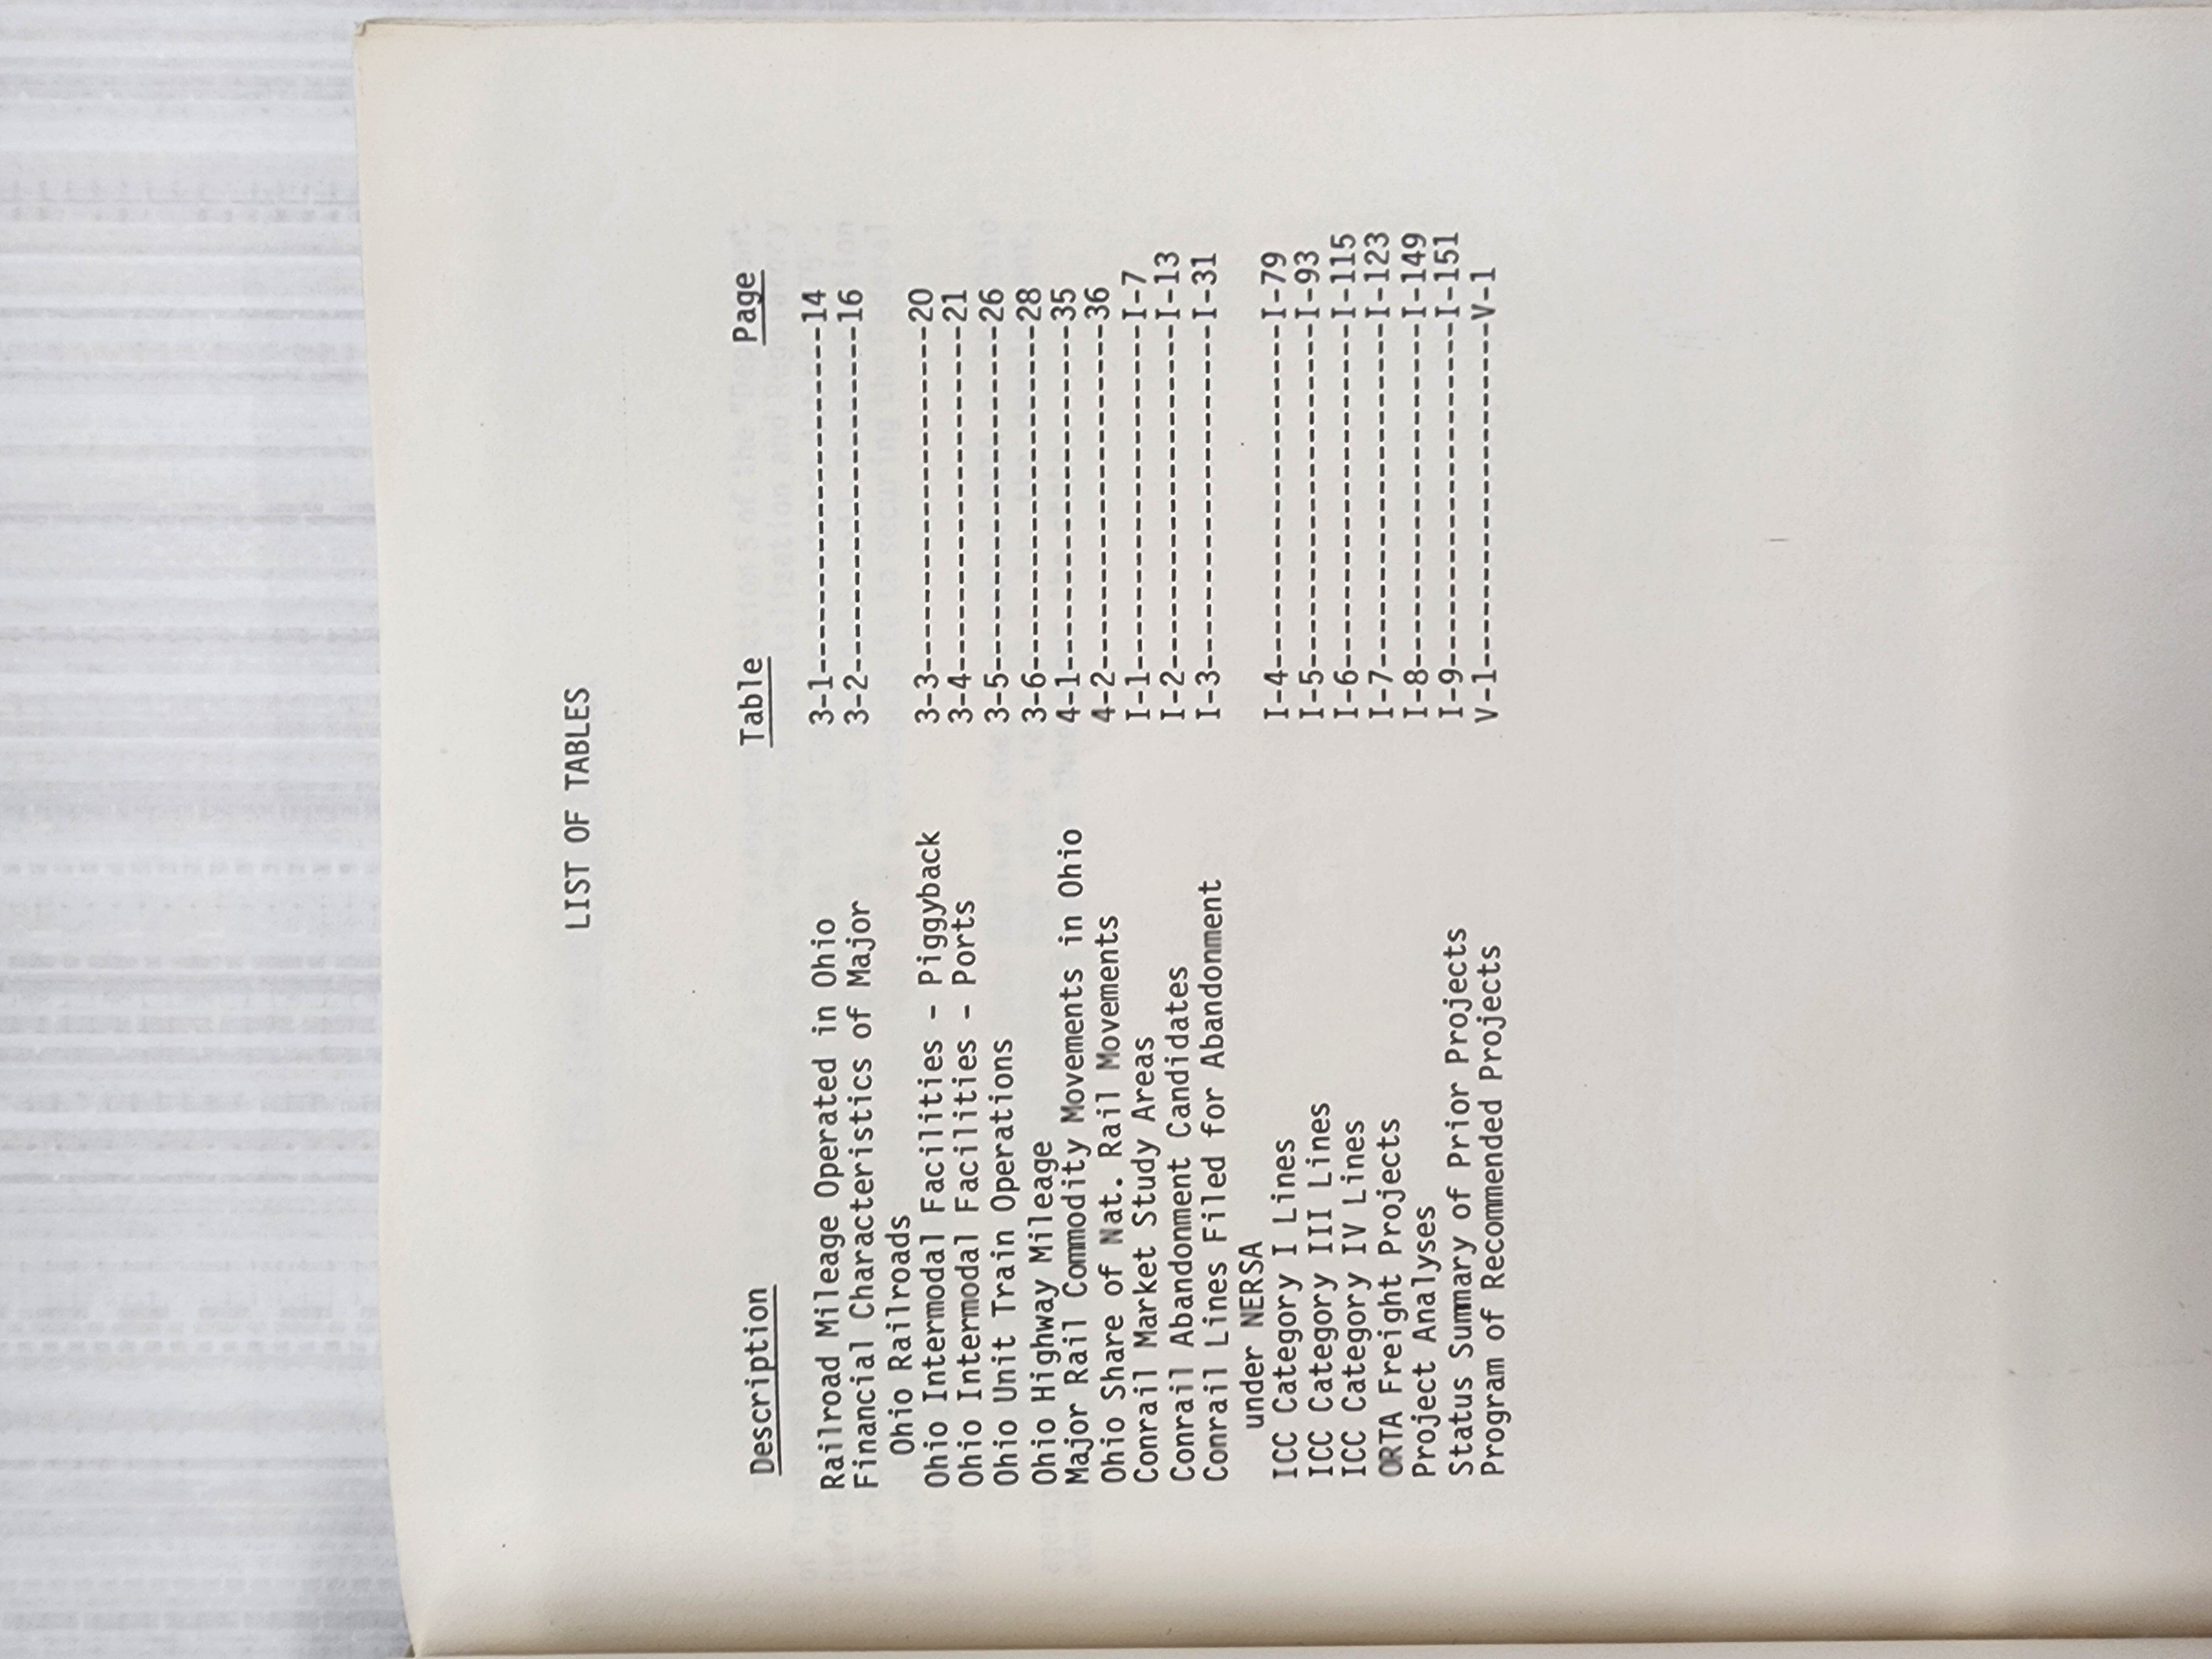 LIST OF TABLES
Description Table Page
Railroad Mileage Operated in Ohio 3-1--------------------14
Financial Characteristics of Major 3-2--------------------16
Ohio Railroads
Ohio Intermodal Facilities - Piggyback 3-3--------------------20
Ohio Intermodal Facilities - Ports 3-4--------------------21
Ohio Unit Train Operations 3-5--------------------26
Ohio Highway Mileage 3-6--------------------28
Major Rail Commodity Movements in Ohio 4-1--------------------35
Ohio Share of Nat. Rail Movements 4-2--------------------36
Conrail Market Study Areas I-1--------------------I-7
Conrail Abandonment Candidates I-2--------------------I-13
Conrail Lines Filed for Abandonment I-3--------------------I-31
under NERSA
ICC Category I Lines I-4--------------------I-79
ICC Category III Lines I-5--------------------I-93
ICC Category IV Lines I-6--------------------I-115
ORTA Freight Projects I-7--------------------I-123
Project Analyses I-8--------------------I-149
Status Summary of Prior Projects I-9--------------------I-151
Program of Recommended Projects V-1--------------------V-1